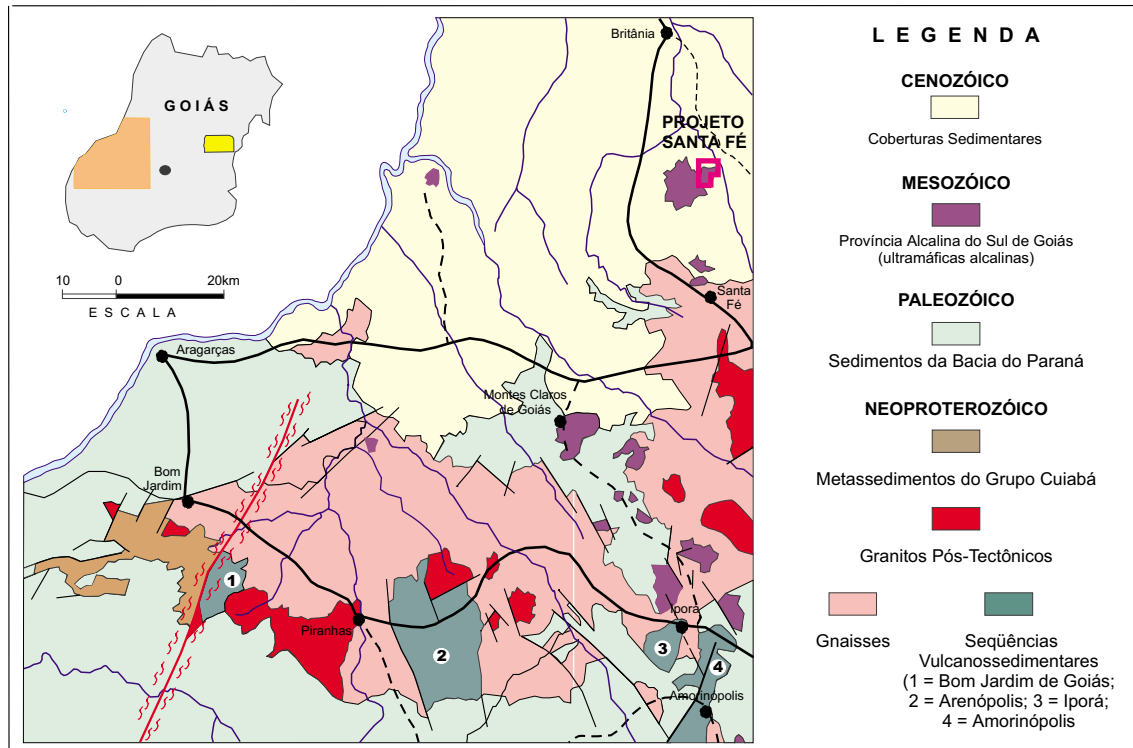 GOIÁS
10 0 20km
ESCALA
Britânia
PROJETO
SANTA FÉ
Santa
Fé
Aragarças
Montes Claros
de Goiás
Bom
Jardim
1
Piranhas
2
Iporá
3
4
Amorinópolis
LEGENDA
CENOZÓICO
Coberturas Sedimentares
MESOZÓICO
Província Alcalina do Sul de Goiás
(ultramáficas alcalinas)
PALEOZÓICO
Sedimentos da Bacia do Paraná
NEOPROTEROZÓICO
Metassedimentos do Grupo Cuiabá
Granitos Pós-Tectônicos
Gnaisses
Seqüências
Vulcanossedimentares
(1 = Bom Jardim de Goiás;
2 = Arenópolis; 3 = Iporá;
4 = Amorinópolis